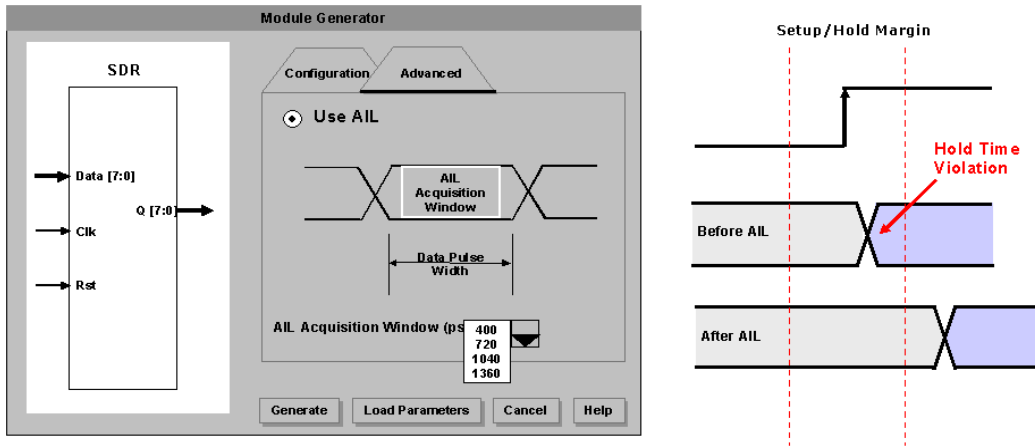 Module Generator
SDR
Data [7:0]
Q [7:0]
Clk
Rst
Configuration
Advanced
Use AIL
AIL
Acquisition
Window
Data Pulse
Width
AIL Acquisition Window (ps
400
720
1040
1360
Generate
Load Parameters
Cancel
Help
Setup/Hold Margin
Hold Time
Violation
Before AIL
After AIL